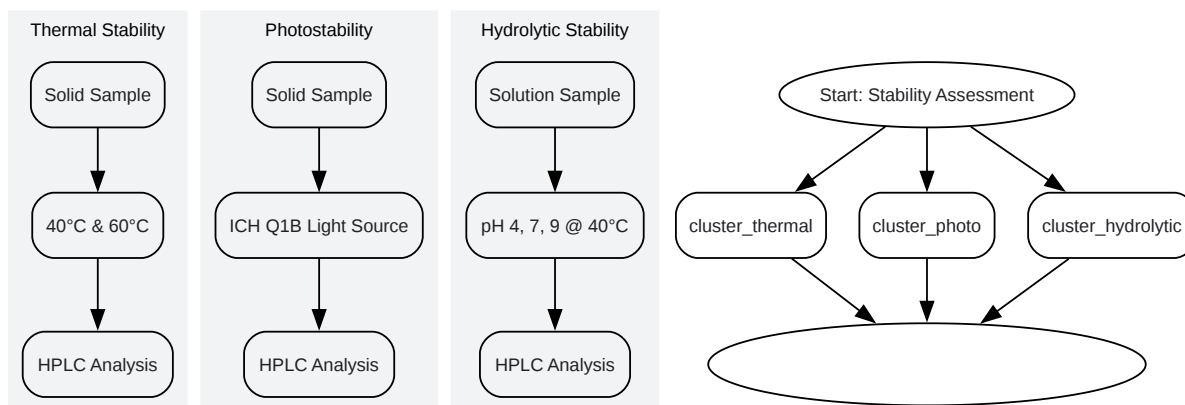 Thermal Stability
Solid Sample
40°C & 60°C
HPLC Analysis
Photostability
Solid Sample
ICH Q1B Light Source
HPLC Analysis
Hydrolytic Stability
Solution Sample
pH 4, 7, 9 @ 40°C
HPLC Analysis
Start: Stability Assessment
cluster_thermal
cluster_photo
cluster_hydrolytic